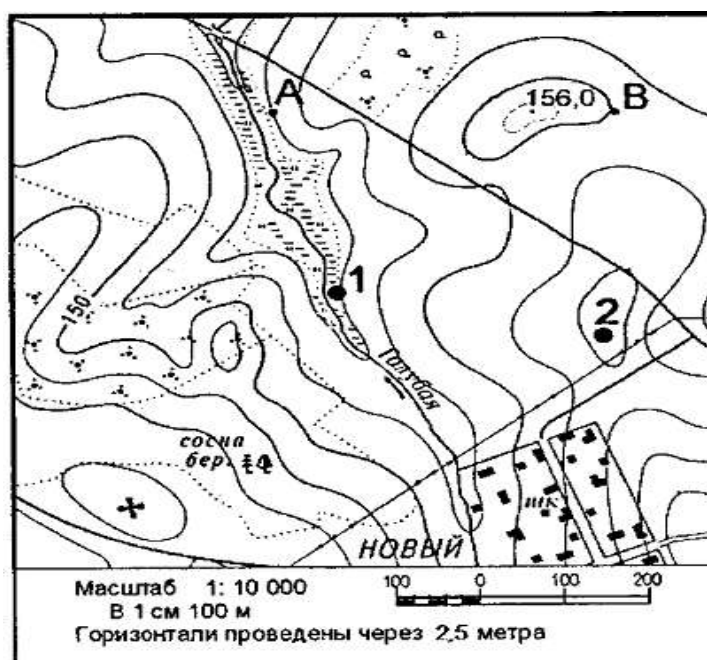 A
156,0 B
1
2
150
Голубая
сосна
бер.
шк
НОВЫЙ
Масштаб 1: 10 000
В 1 см 100 м
Горизонтали проведены через 2,5 метра
100 0 100 200